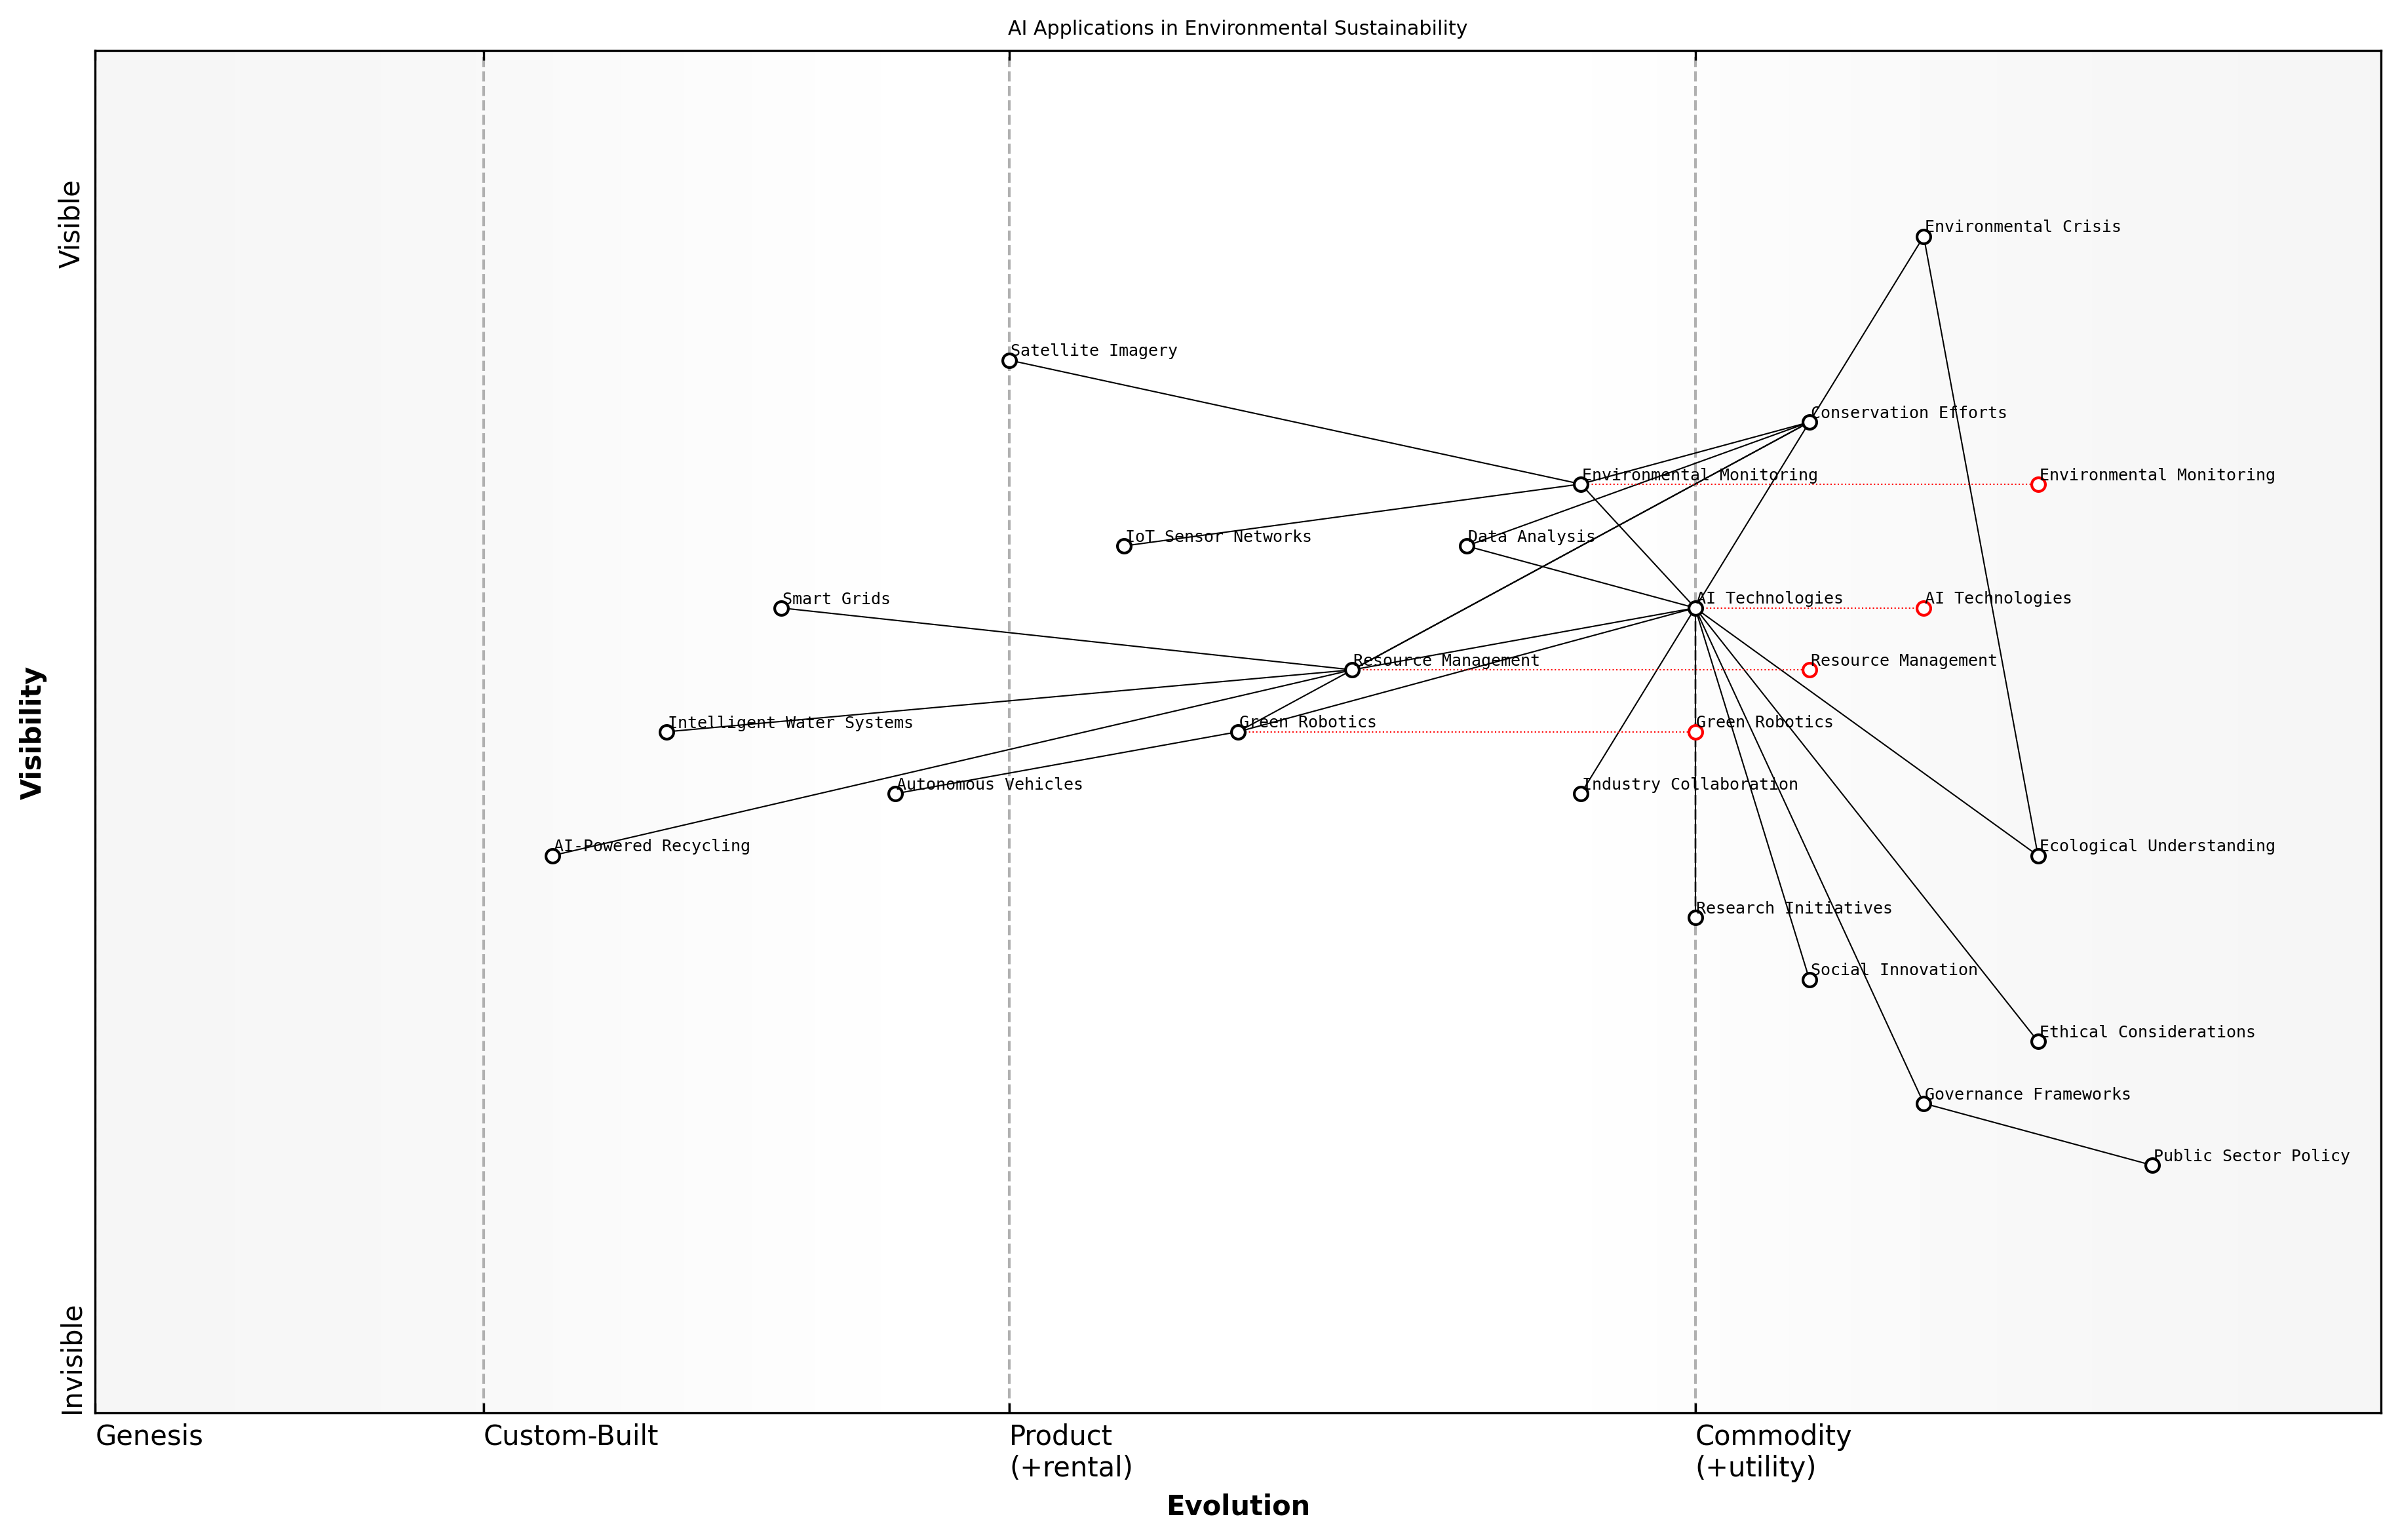 AI Applications in Environmental Sustainability
Visible
Environmental Crisis
Satellite Imagery
Conservation Efforts
Environmental Monitoring
Environmental Monitoring
IoT Sensor Networks
Data Analysis
Smart Grids
AI Technologies
AI Technologies
Resource Management
Resource Management
Visibility
Intelligent Water Systems
Green Robotics
Green Robotics
Autonomous Vehicles
Industry Collaboration
AI-Powered Recycling
Ecological Understanding
Research Initiatives
Social Innovation
Ethical Considerations
Governance Frameworks
Public Sector Policy
Invisible
Genesis
Custom-Built
Product
(+rental)
Commodity
(+utility)
Evolution